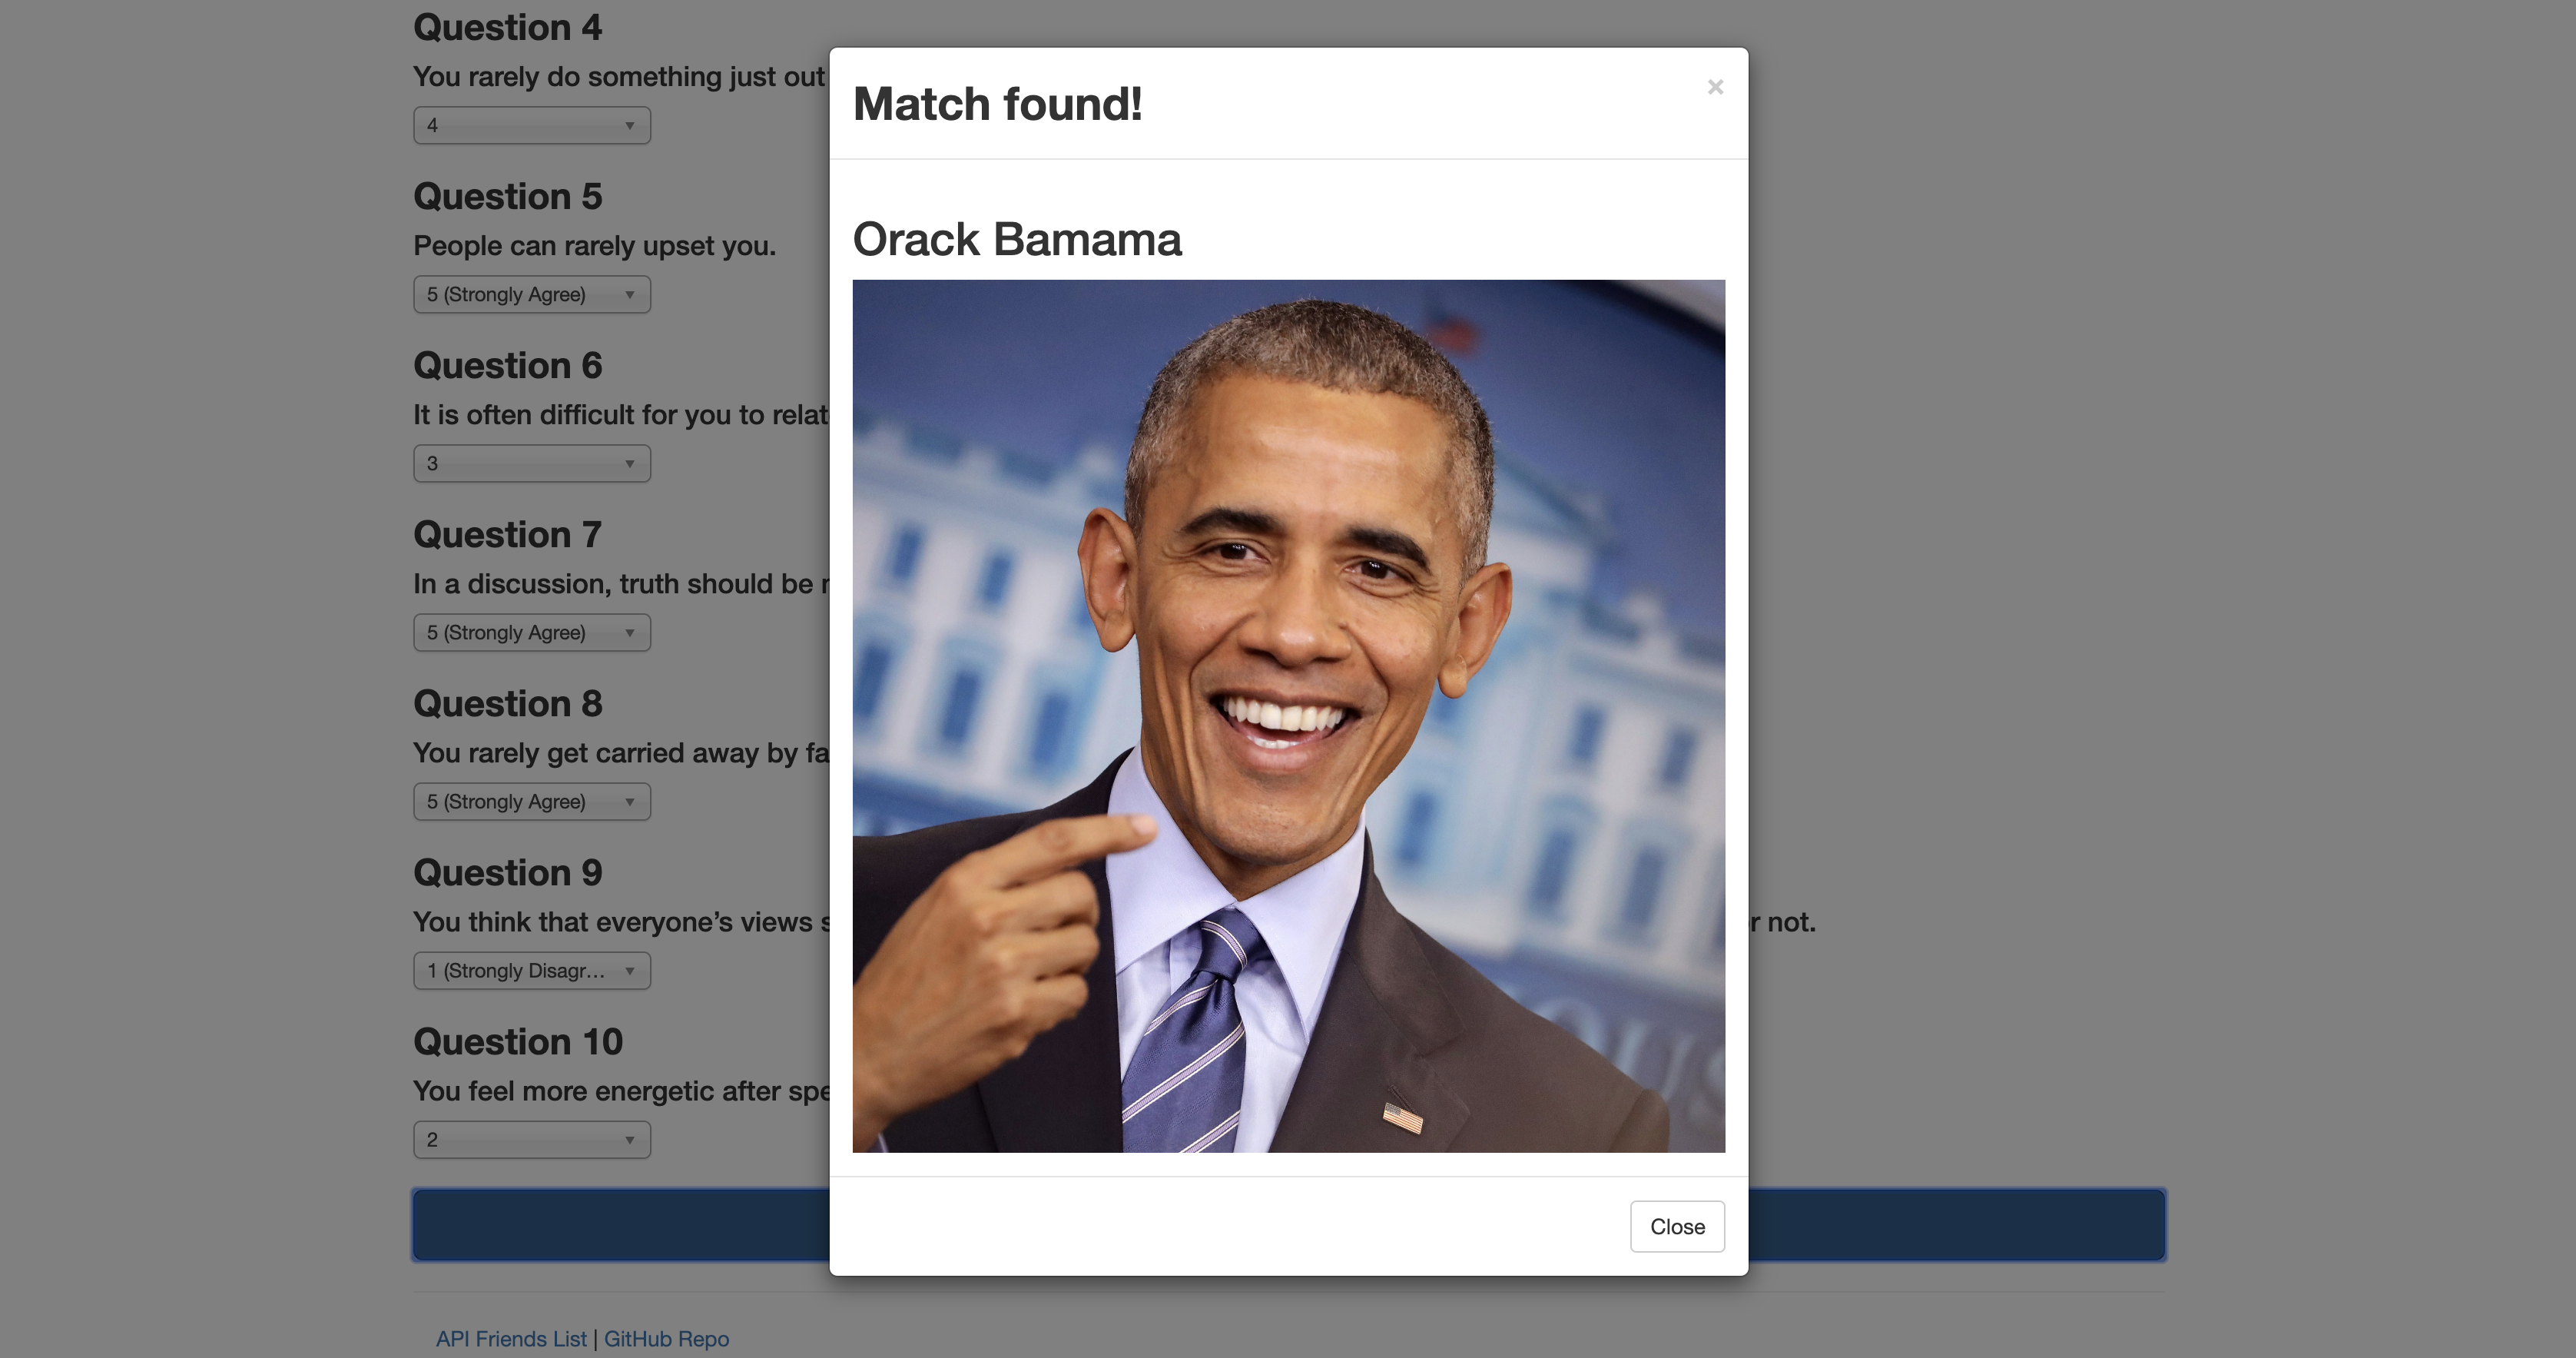 Question 4
You rarely do something just out
4
Question 5
People can rarely upset you.
5 (Strongly Agree)
Question 6
It is often difficult for you to relat
3
Question 7
In a discussion, truth should be
5 (Strongly Agree)
Question 8
You rarely get carried away by fa
5 (Strongly Agree)
Question 9
You think that everyone’s views s
r not.
1 (Strongly Disagr…
Question 10
You feel more energetic after spe
2
API Friends List | GitHub Repo
Match found!
×
Orack Bamama
OUS
Close